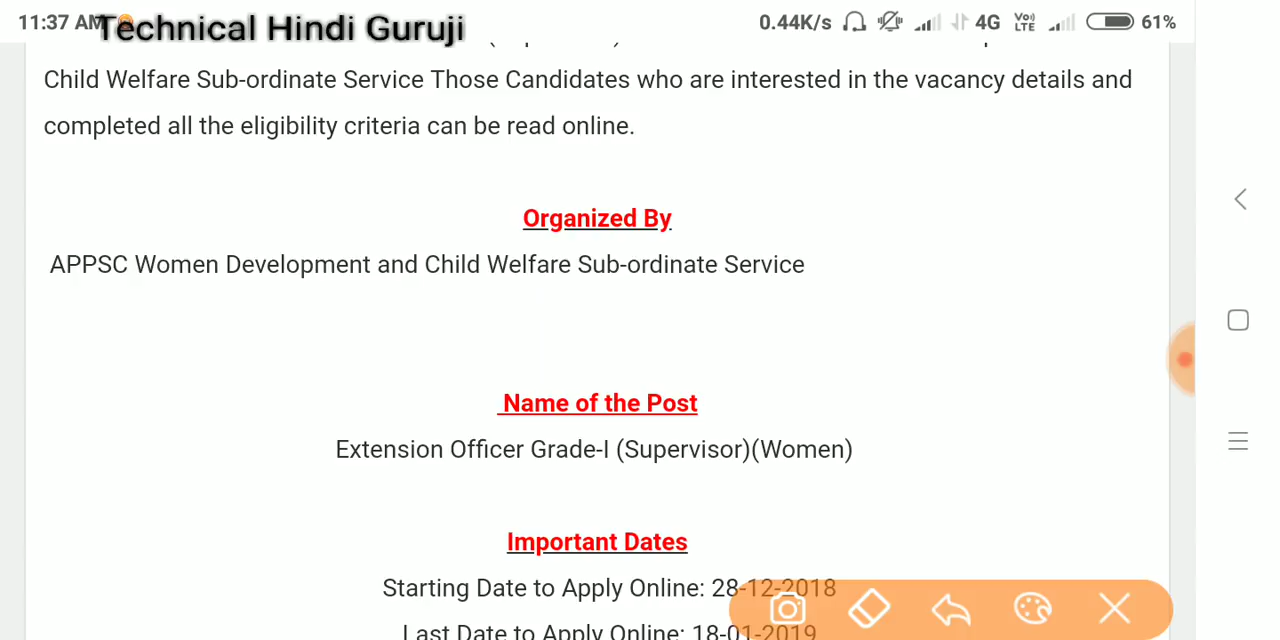 11:37 AM Technical Hindi Guruji 0.44K/s 4G Vo) LTE 61%
Child Welfare Sub-ordinate Service Those Candidates who are interested in the vacancy details and
completed all the eligibility criteria can be read online.
Organized By
APPSC Women Development and Child Welfare Sub-ordinate Service
Name of the Post
Extension Officer Grade-I (Supervisor)(Women)
Important Dates
Starting Date to Apply Online: 28-12-2018
Last Date to Apply Online: 18-01-2019